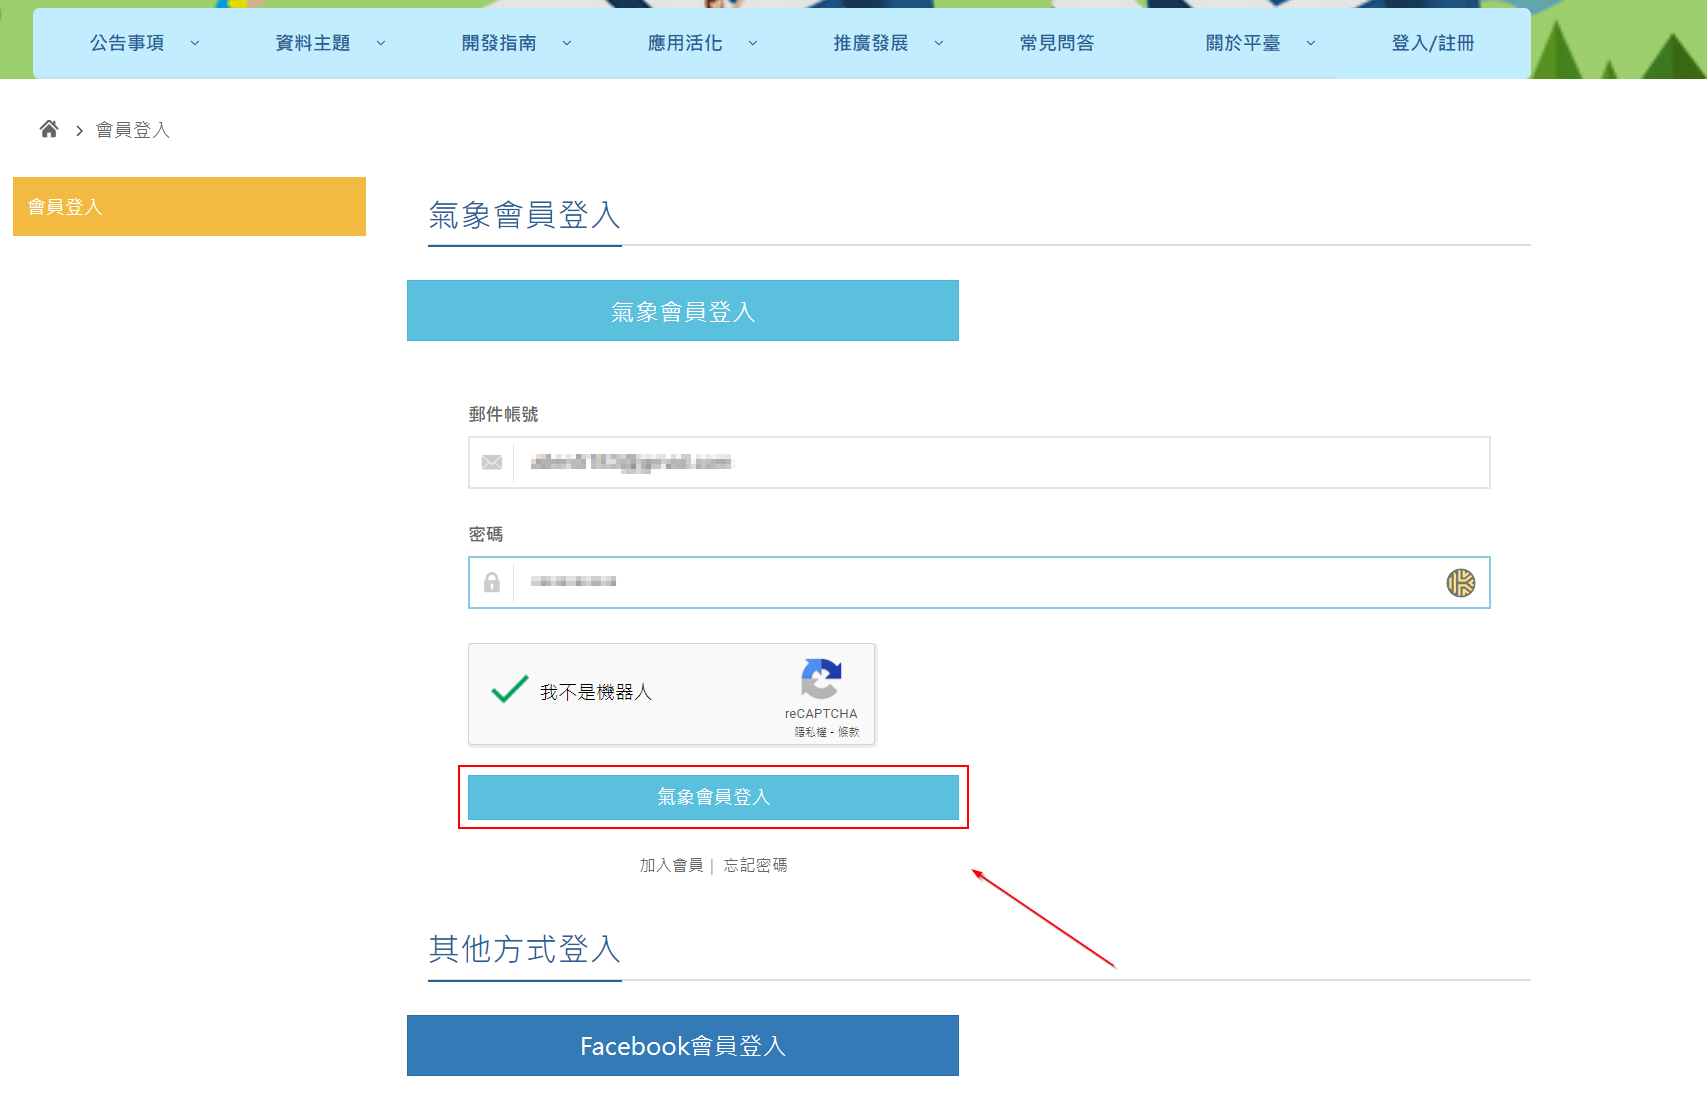 公告事項 資料主題 開發指南 應用活化 推廣發展 常見問答 關於平臺 登入/註冊
會員登入
會員登入
氣象會員登入
氣象會員登入
郵件帳號
密碼
我不是機器人
reCAPTCHA
隱私權 - 條款
氣象會員登入
加入會員 | 忘記密碼
其他方式登入
Facebook會員登入